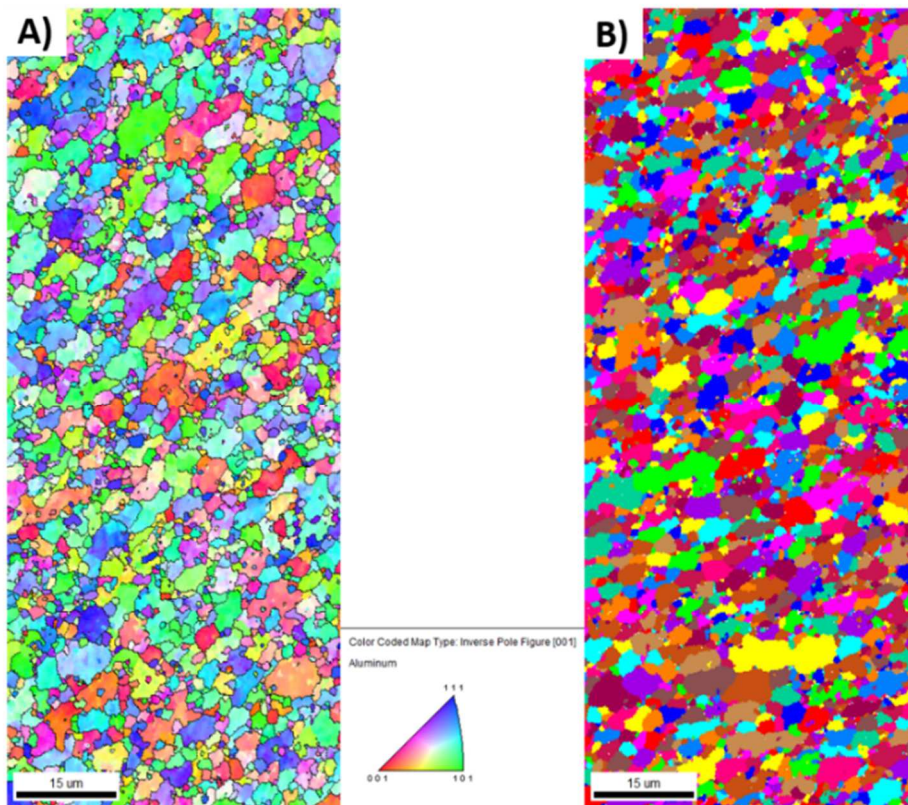 A)
B)
Color Coded Map Type: Inverse Pole Figure [001]
Aluminum
1 1 1
0 0 1
1 0 1
15 um
15 um